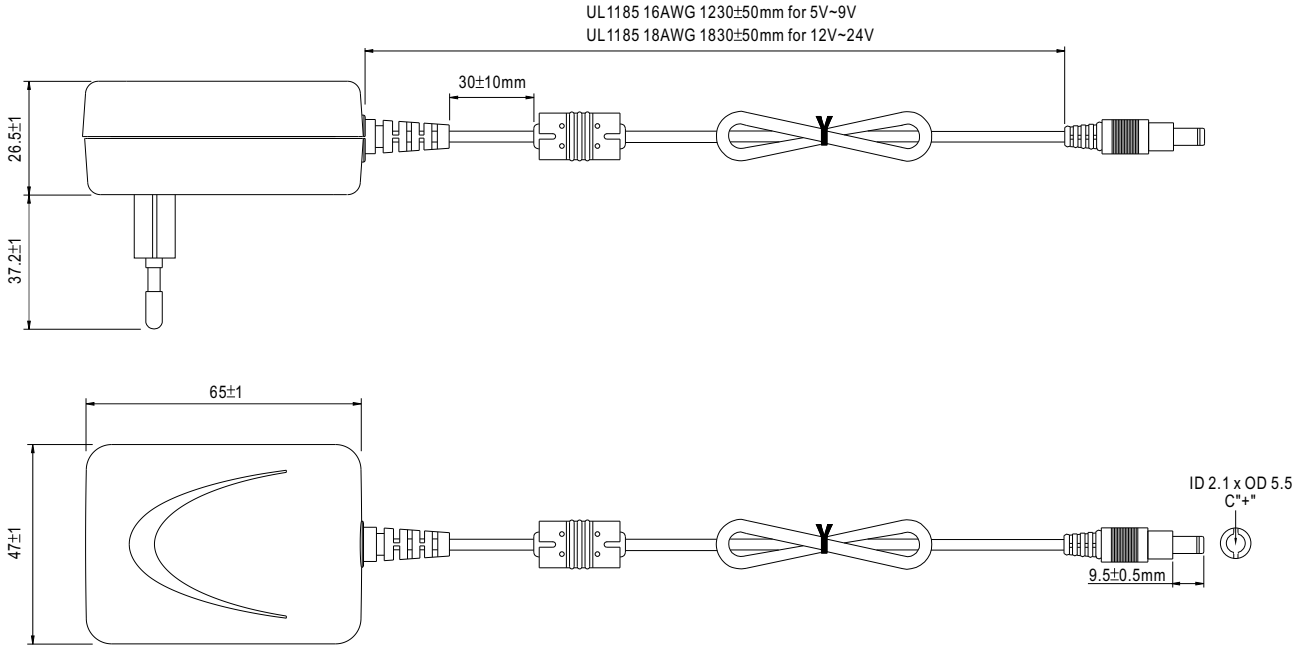 UL1185 16AWG 1230±50mm for 5V~9V
UL1185 18AWG 1830±50mm for 12V~24V
30±10mm
26.5±1
37.2±1
65±1
47±1
ID 2.1 x OD 5.5
C"+"
9.5±0.5mm